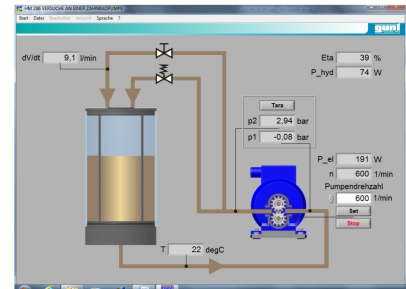 HM 286 VERSUCHE AN EINER ZAHNRADPUMPE
Start Datei Bearbeiten Ansicht Sprache ?
gunt
dV/dt 9,1 l/min
Eta 39 %
P_hyd 74 W
Tara
p2 2,94 bar
p1 -0,08 bar
P_el 191 W
n 600 1/min
Pumpendrehzahl
600 1/min
Set
Stop
T 22 degC